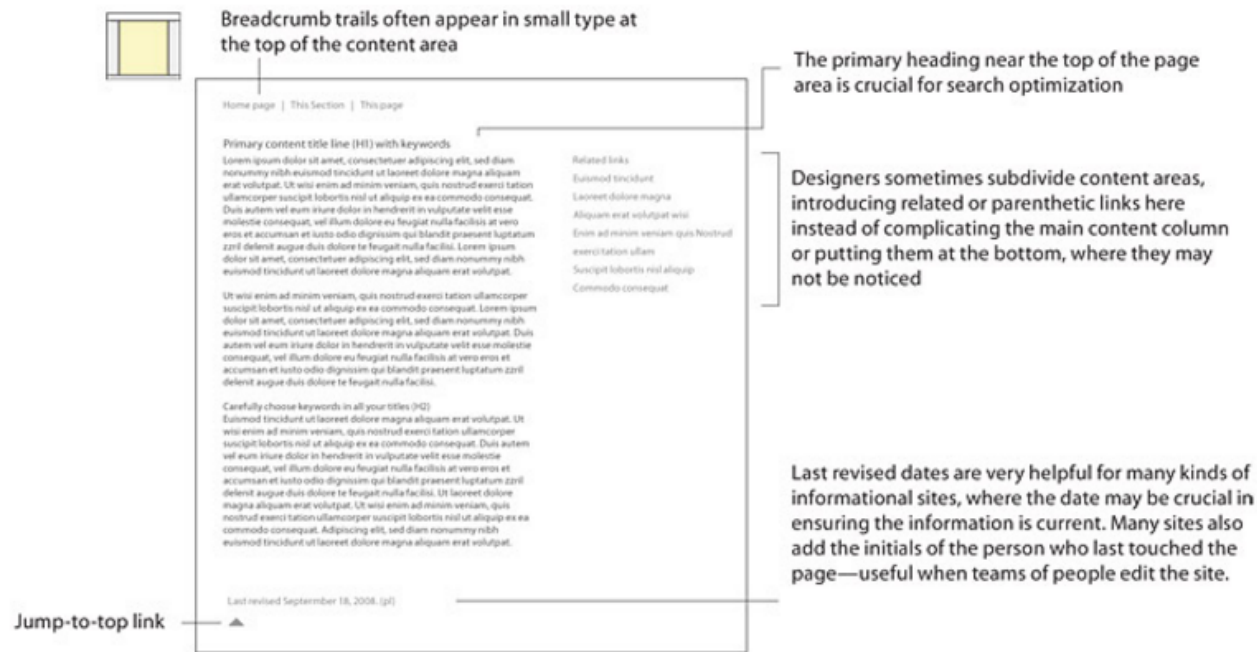 Breadcrumb trails often appear in small type at
the top of the content area
The primary heading near the top of the page
area is crucial for search optimization
Home page | This Section | This page
Primary content title line (H1) with keywords
Lorem ipsum dolor sit amet, consectetuer adipiscing elit, sed diam
nonummy nibh euismod tincidunt ut laoreet dolore magna aliquam
erat volutpat. Ut wisi enim ad minim veniam, quis nostrud exerci tation
ullamcorper suscipit lobortis nisl ut aliquip ex ea commodo consequat.
Duis autem vel eum iriure dolor in hendrerit in vulputate velit esse
molestie consequat, vel illum dolore eu feugiat nulla facilisis at vero
eros et accumsan et iusto odio dignissim qui blandit praesent luptatum
zzril delenit augue duis dolore te feugait nulla facilisi. Lorem ipsum
dolor sit amet, consectetuer adipiscing elit, sed diam nonummy nibh
euismod tincidunt ut laoreet dolore magna aliquam erat volutpat.
Ut wisi enim ad minim veniam, quis nostrud exerci tation ullamcorper
suscipit lobortis nisl ut aliquip ex ea commodo consequat. Lorem ipsum
dolor sit amet, consectetuer adipiscing elit, sed diam nonummy nibh
euismod tincidunt ut laoreet dolore magna aliquam erat volutpat. Duis
autem vel eum iriure dolor in hendrerit in vulputate velit esse molestie
consequat, vel illum dolore eu feugiat nulla facilisis at vero eros et
accumsan et iusto odio dignissim qui blandit praesent luptatum zzril
delenit augue duis dolore te feugait nulla facilisi.
Carefully choose keywords in all your titles (H2)
Euismod tincidunt ut laoreet dolore magna aliquam erat volutpat. Ut
wisi enim ad minim veniam, quis nostrud exerci tation ullamcorper
suscipit lobortis nisl ut aliquip ex ea commodo consequat. Duis autem
vel eum iriure dolor in hendrerit in vulputate velit esse molestie
consequat, vel illum dolore eu feugiat nulla facilisis at vero eros et
accumsan et iusto odio dignissim qui blandit praesent luptatum zzril
delenit augue duis dolore te feugait nulla facilisi. Ut laoreet dolore
magna aliquam erat volutpat. Ut wisi enim ad minim veniam, quis
nostrud exerci tation ullamcorper suscipit lobortis nisl ut aliquip ex ea
commodo consequat. Adipiscing elit, sed diam nonummy nibh
euismod tincidunt ut laoreet dolore magna aliquam erat volutpat.
Related links
Euismod tincidunt
Laoreet dolore magna
Aliquam erat volutpat wisi
Enim ad minim veniam quis Nostrud
exerci tation ullam
Suscipit lobortis nisl aliquip
Commodo consequat
Designers sometimes subdivide content areas,
introducing related or parenthetic links here
instead of complicating the main content column
or putting them at the bottom, where they may
not be noticed
Last revised dates are very helpful for many kinds of
informational sites, where the date may be crucial in
ensuring the information is current. Many sites also
add the initials of the person who last touched the
page—useful when teams of people edit the site.
Last revised Septermber 18, 2008. (pl)
Jump-to-top link